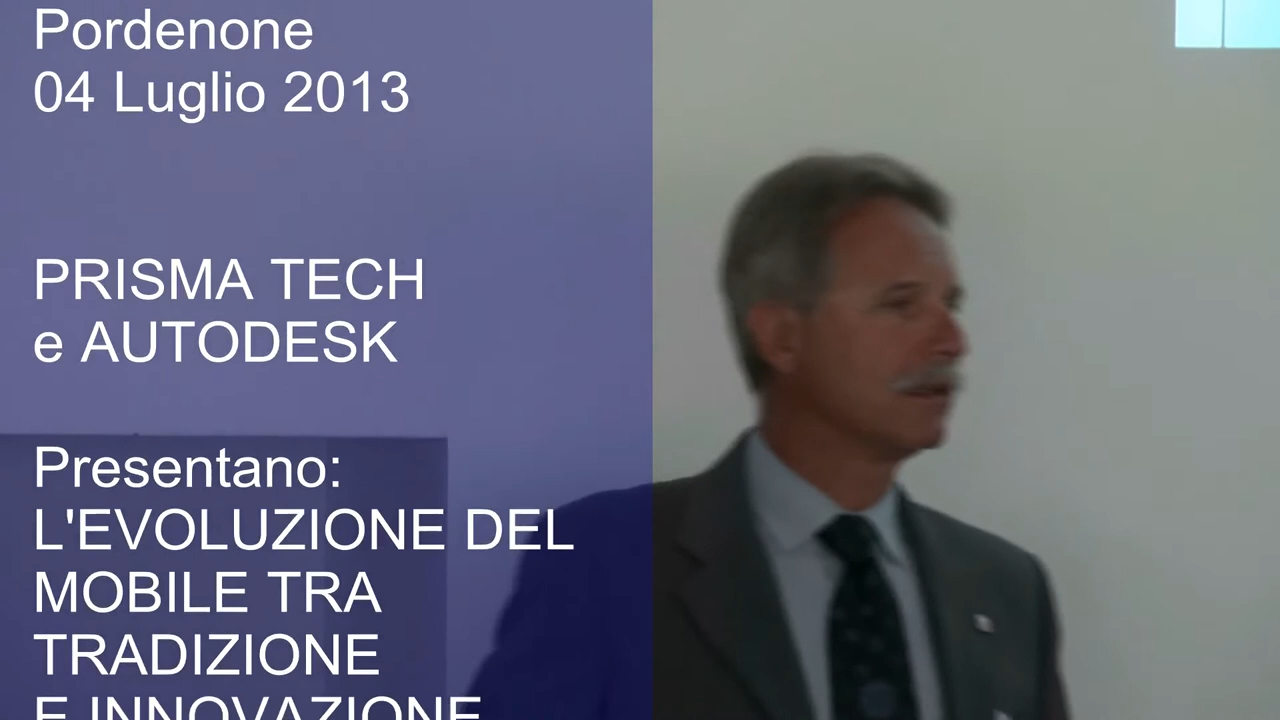 Pordenone
04 Luglio 2013
PRISMA TECH
e AUTODESK
Presentano:
L'EVOLUZIONE DEL
MOBILE TRA
TRADIZIONE
E INNOVAZIONE